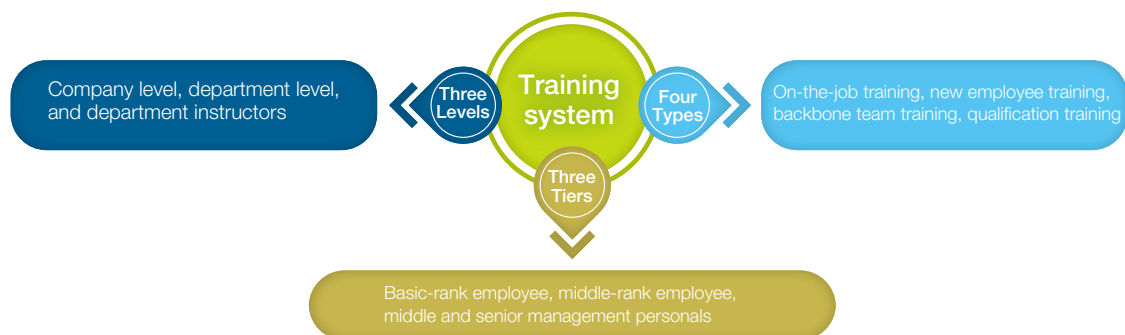 Training
system
Three
Levels
Company level, department level,
and department instructors
Four
Types
On-the-job training, new employee training,
backbone team training, qualification training
Three
Tiers
Basic-rank employee, middle-rank employee,
middle and senior management personals